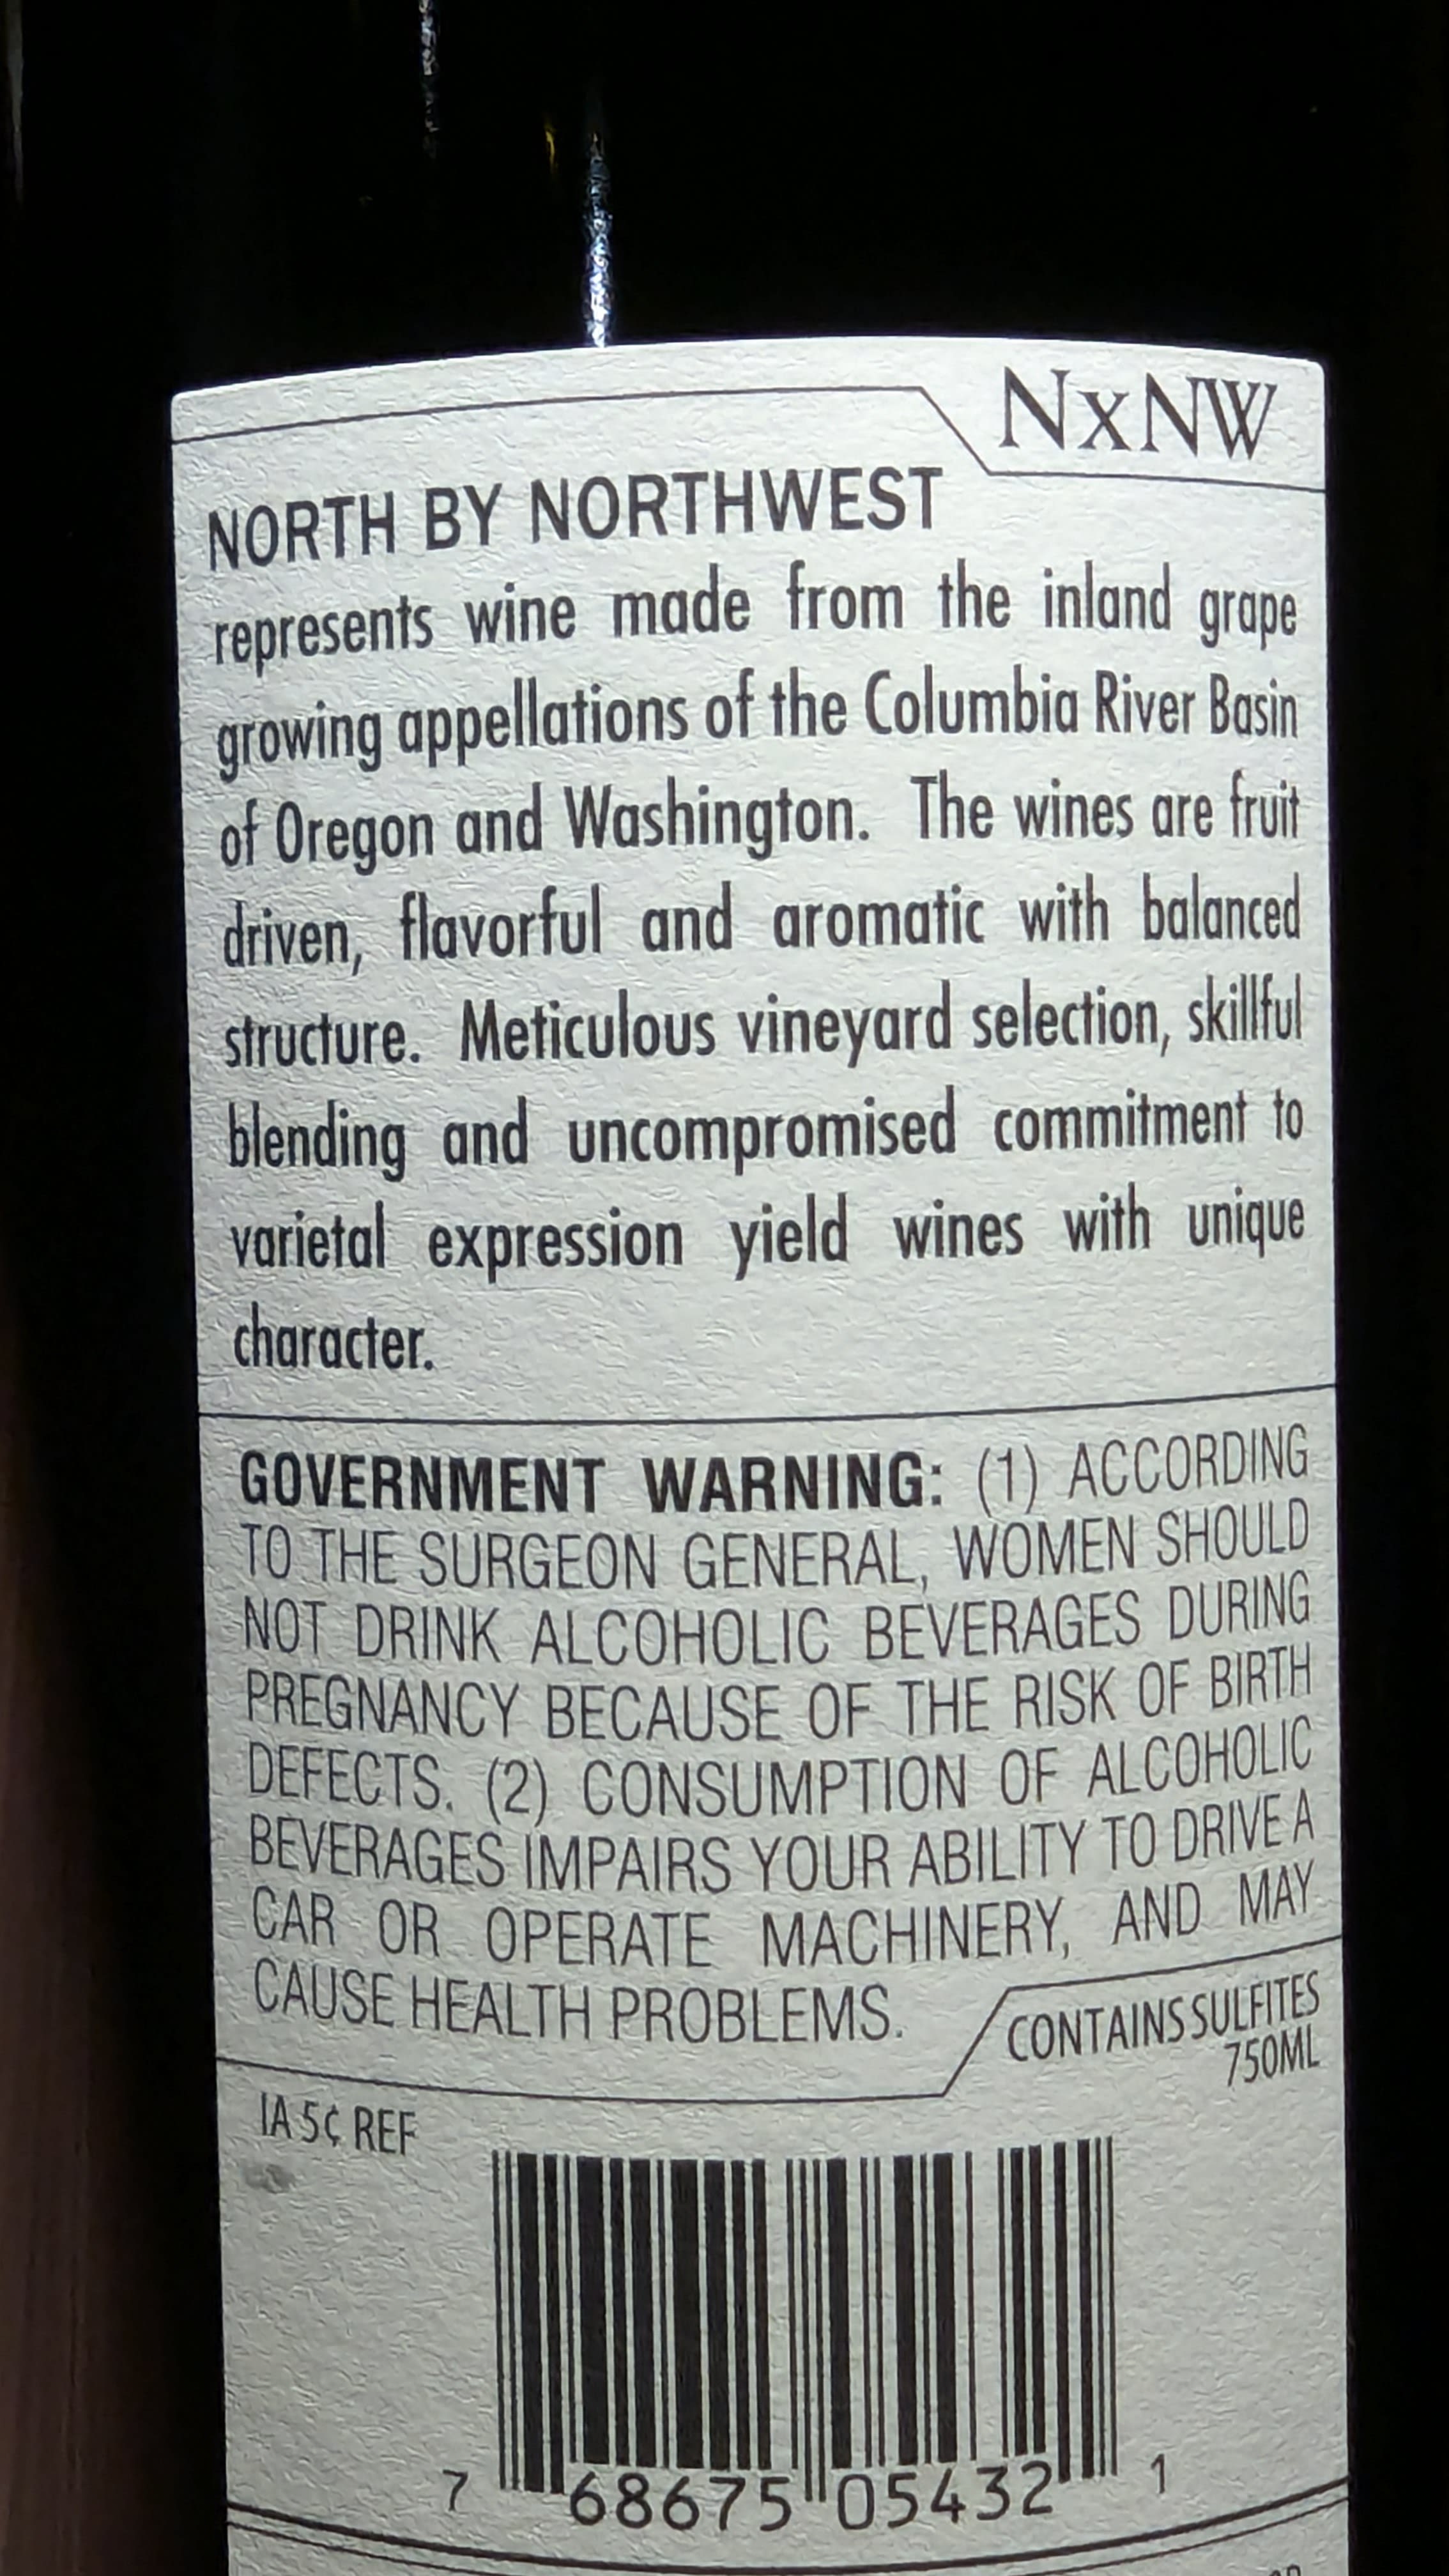 NxNW
NORTH BY NORTHWEST
represents wine made from the inland grape
growing appellations of the Columbia River Basin
of Oregon and Washington. The wines are fruit
driven, flavorful and aromatic with balanced
structure. Meticulous vineyard selection, skillful
blending and uncompromised commitment to
varietal expression yield wines with unique
character.
GOVERNMENT WARNING: (1) ACCORDING
TO THE SURGEON GENERAL, WOMEN SHOULD
NOT DRINK ALCOHOLIC BEVERAGES DURING
PREGNANCY BECAUSE OF THE RISK OF BIRTH
DEFECTS. (2) CONSUMPTION OF ALCOHOLIC
BEVERAGES IMPAIRS YOUR ABILITY TO DRIVE A
CAR OR OPERATE MACHINERY, AND MAY
CAUSE HEALTH PROBLEMS.
CONTAINS SULFITES
750ML
IA 5¢ REF
7 68675 05432 1